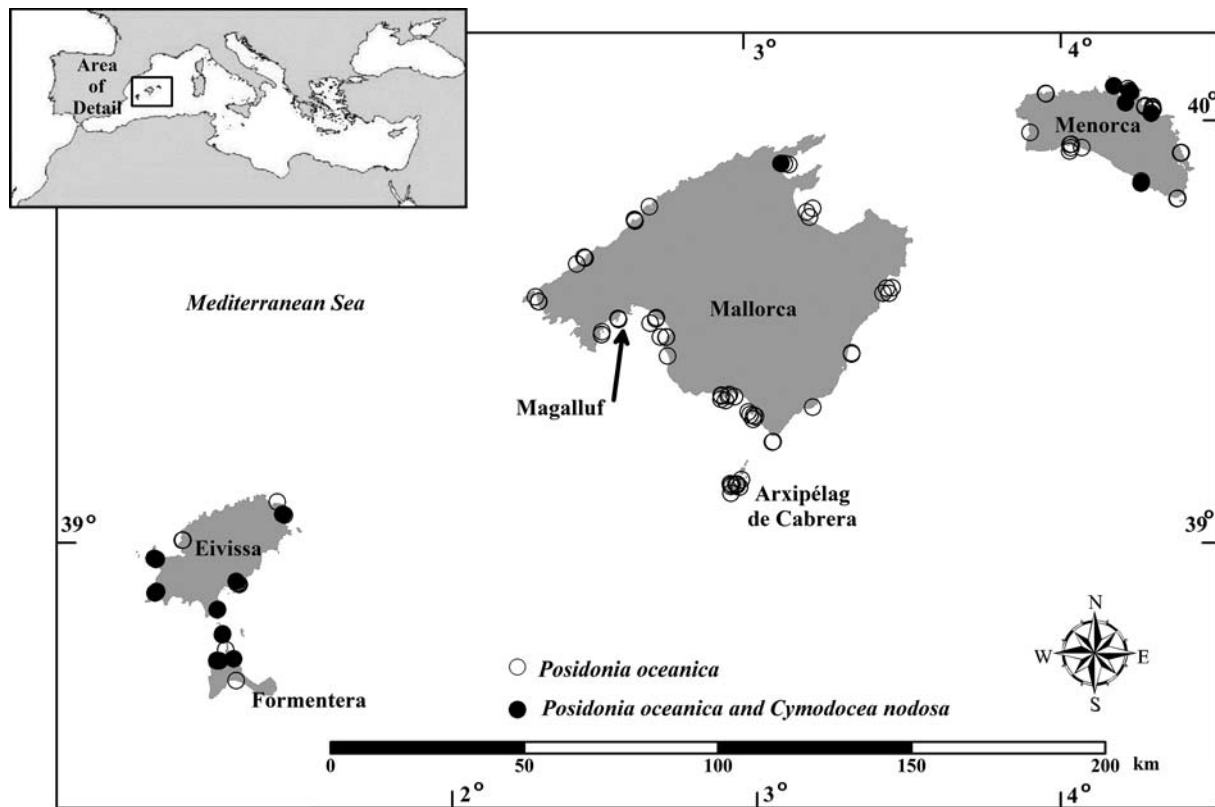 Area
of
Detail
3°
4°
40°
Menorca
Mediterranean Sea
Mallorca
Magalluf
Arxipélag
de Cabrera
39°
39°
Eivissa
N
W
E
S
Formentera
Posidonia oceanica
Posidonia oceanica and Cymodocea nodosa
0
50
100
150
200
km
2°
3°
4°